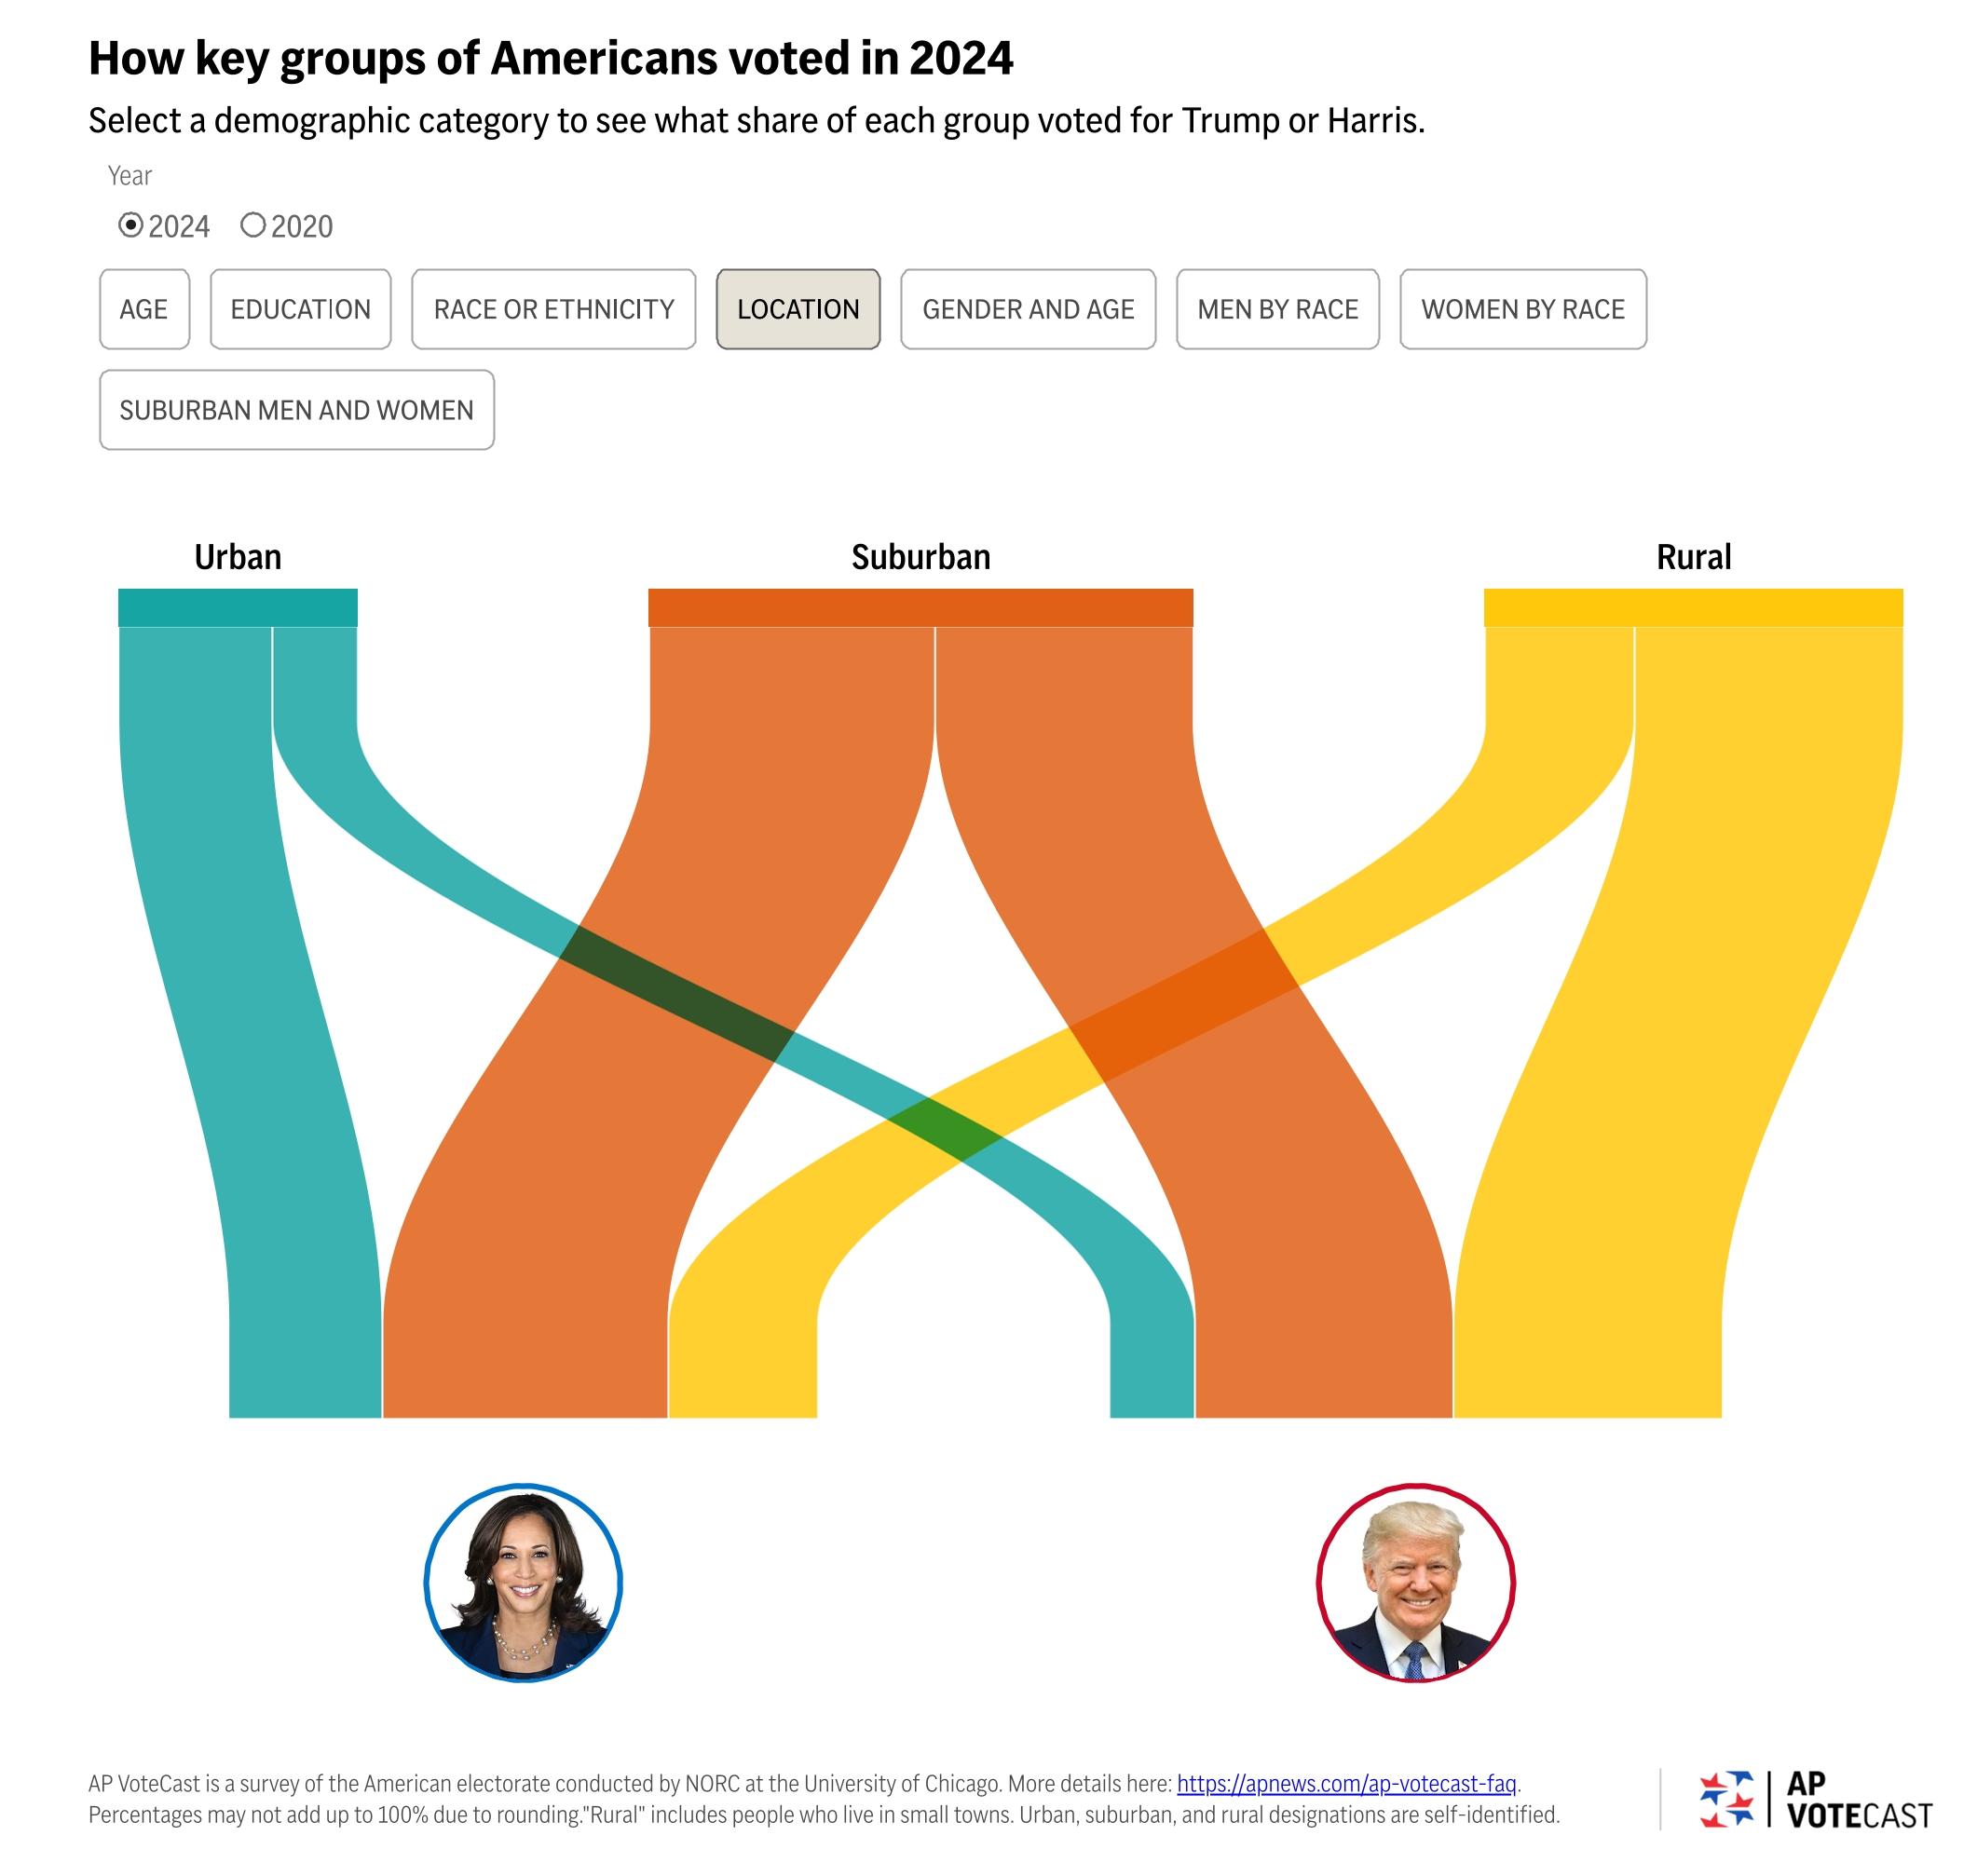 How key groups of Americans voted in 2024
Select a demographic category to see what share of each group voted for Trump or Harris.
Year
2024 2020
AGE EDUCATION RACE OR ETHNICITY LOCATION GENDER AND AGE MEN BY RACE WOMEN BY RACE
SUBURBAN MEN AND WOMEN
Urban Suburban Rural
AP VoteCast is a survey of the American electorate conducted by NORC at the University of Chicago. More details here: https://apnews.com/ap-votecast-faq.
Percentages may not add up to 100% due to rounding."Rural" includes people who live in small towns. Urban, suburban, and rural designations are self-identified.
AP
VOTECAST